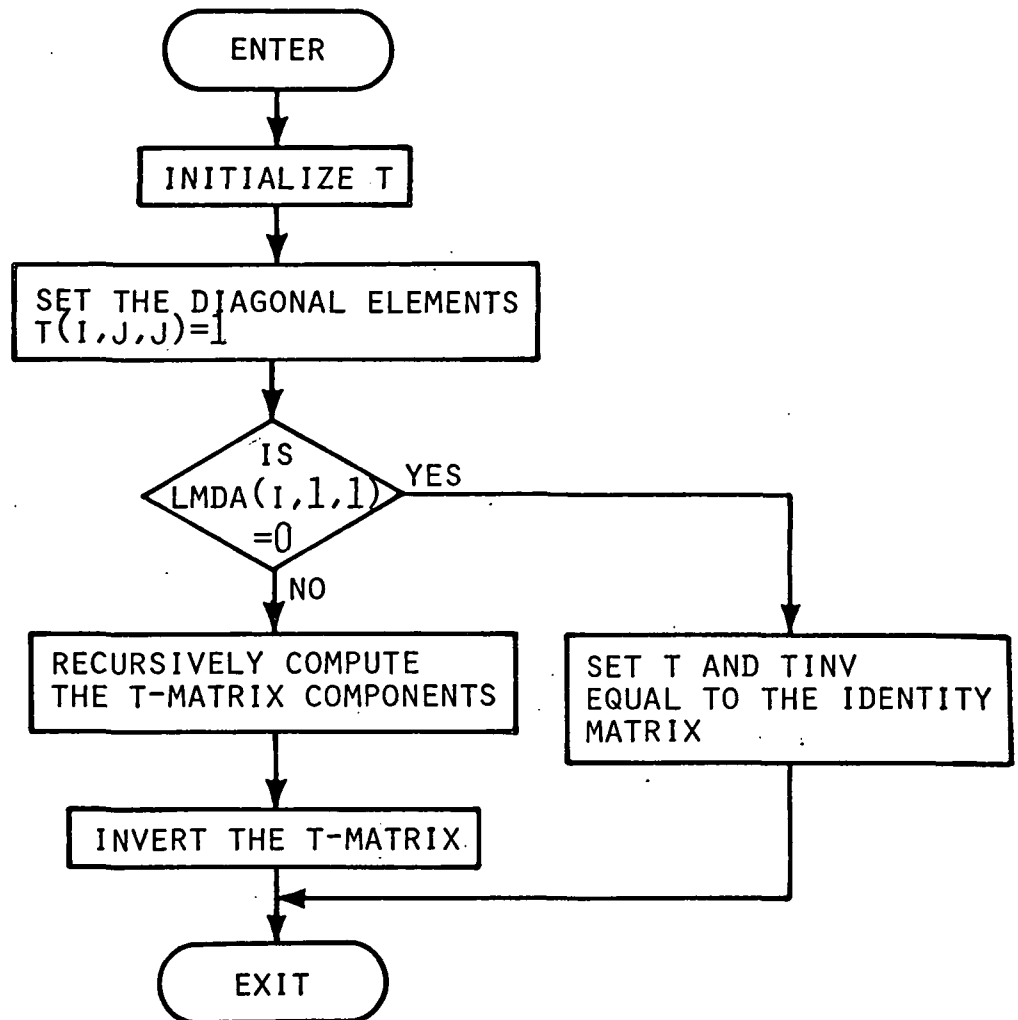 ENTER
INITIALIZE T
SET THE DIAGONAL ELEMENTS
T(I,J,J)=1
IS
LMDA(I,1,1)
=0
YES
NO
RECURSIVELY COMPUTE
THE T-MATRIX COMPONENTS
SET T AND TINV
EQUAL TO THE IDENTITY
MATRIX
INVERT THE T-MATRIX
EXIT